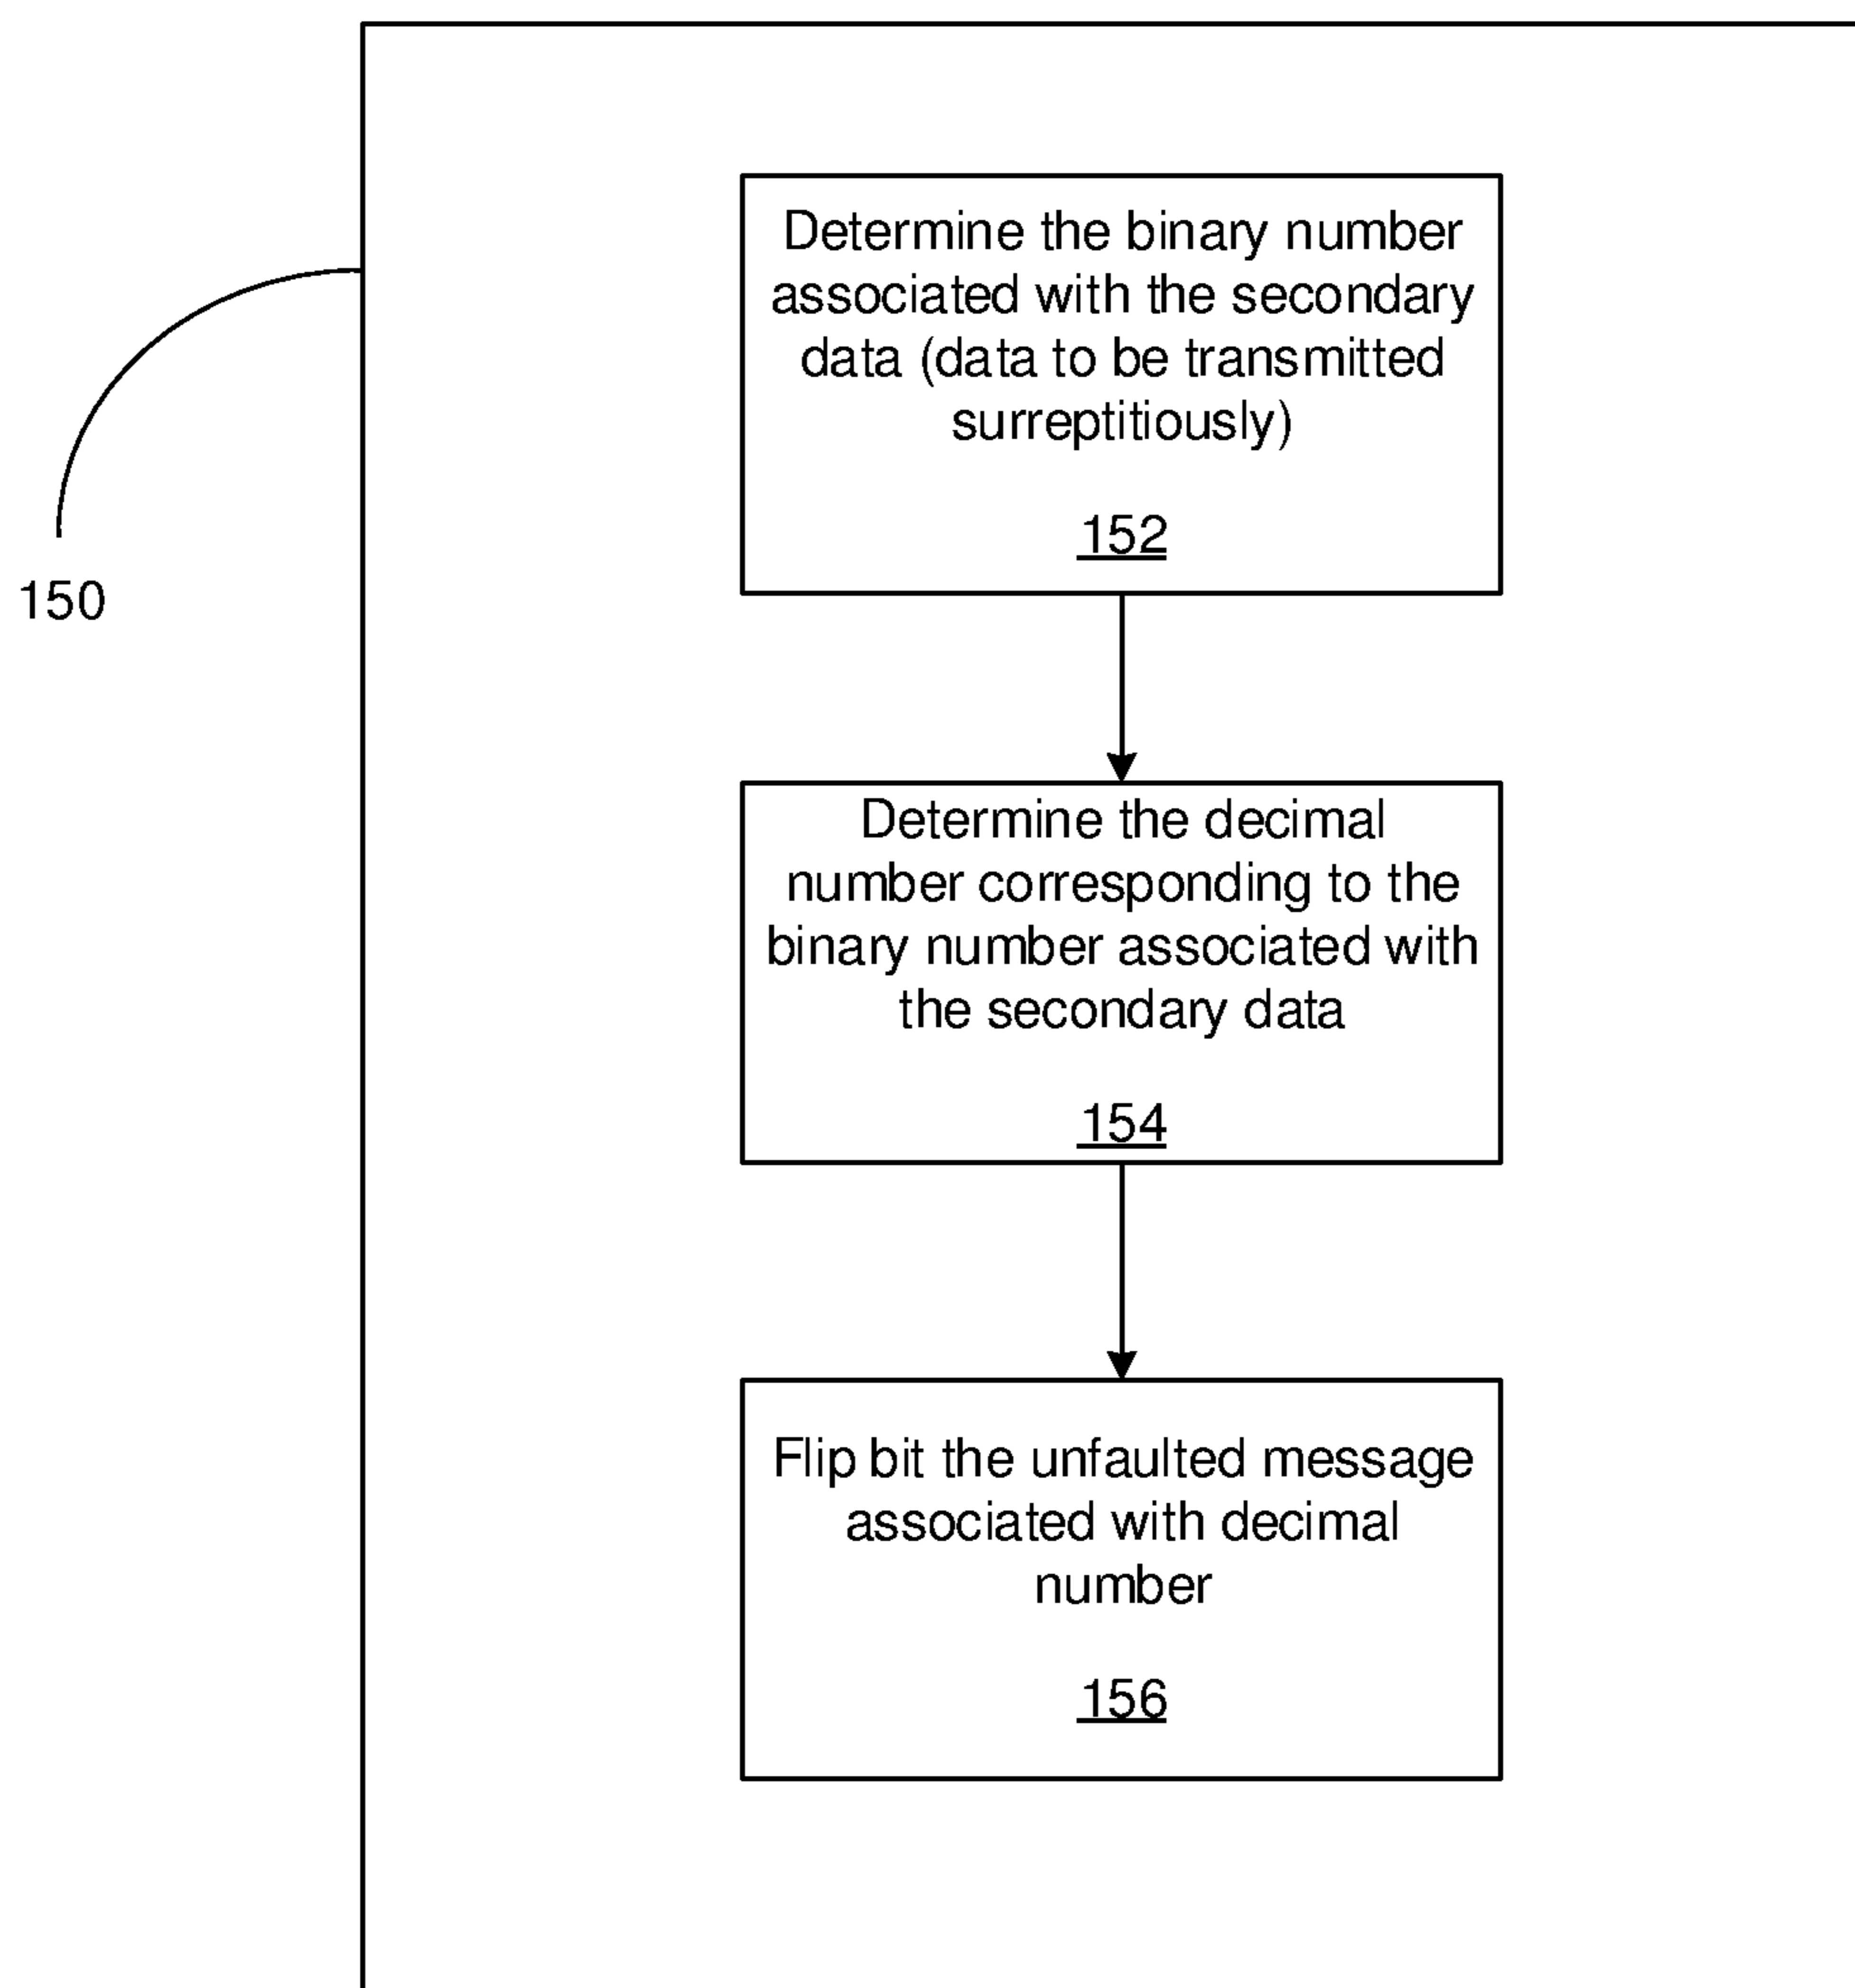 Determine the binary number
associated with the secondary
data (data to be transmitted
surreptitiously)
152
150
Determine the decimal
number corresponding to the
binary number associated with
the secondary data
154
Flip bit the unfaulted message
associated with decimal
number
156